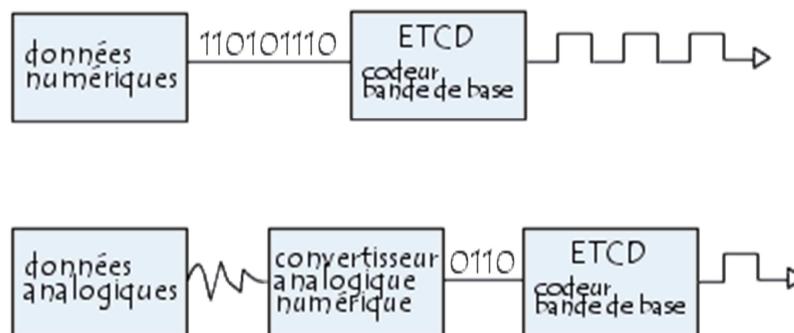 données
numériques
110101110
ETCD
codeur
bande de base
données
analogiques
convertisseur
analogique
numérique
0110
ETCD
codeur
bande de base